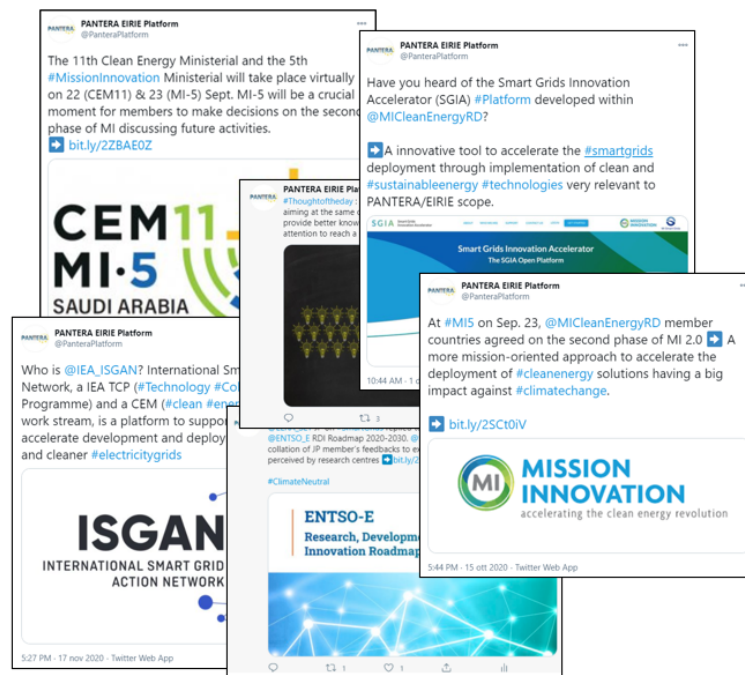 PANTERA EIRIE Platform
@PanteraPlatform
The 11th Clean Energy Ministerial and the 5th
#MissionInnovation Ministerial will take place virtually
on 22 (CEM11) & 23 (MI-5) Sept. MI-5 will be a crucial
moment for members to make decisions on the second
phase of MI discussing future activities.
➡ bit.ly/2ZBAE0Z
CEM11
MI·5
SAUDI ARABIA
PANTERA EIRIE Platform
@PanteraPlatform
Have you heard of the Smart Grids Innovation
Accelerator (SGIA) #Platform developed within
@MICleanEnergyRD?
➡A innovative tool to accelerate the #smartgrids
deployment through implementation of clean and
#sustainableenergy #technologies very relevant to
PANTERA/EIRIE scope.
SGIA Smart Grids
Innovation Accelerator
MISSION
INNOVATION
Smart Grids Innovation Accelerator
The SGIA Open Platform
10:44 AM · 1
PANTERA EIRIE
#Thoughtoftheday :
aiming at the same
provide better
attention to reach a
3
PANTERA EIRIE Platform
@PanteraPlatform
At #MI5 on Sep. 23, @MICleanEnergyRD member
countries agreed on the second phase of MI 2.0 ➡ A
more mission-oriented approach to accelerate the
deployment of #cleanenergy solutions having a big
impact against #climatechange.
➡ bit.ly/2SCt0iV
MI MISSION
INNOVATION
accelerating the clean energy revolution
5:44 PM · 15 ott 2020 · Twitter Web App
PANTERA EIRIE Platform
@PanteraPlatform
Who is @IEA_ISGAN? International
Network, a IEA TCP (#Technology
Programme) and a CEM (#clean
work stream, is a platform to
accelerate development and
and cleaner #electricitygrids
ISGAN
INTERNATIONAL SMART GRID
ACTION NETWORK
5:27 PM · 17 nov 2020 · Twitter Web App
@ENTSO_E RDI Roadmap 2020-2030.
collation of JP member's feedbacks to
perceived by research centres ➡
#ClimateNeutral
ENTSO-E
Research,
Innovation
1
1